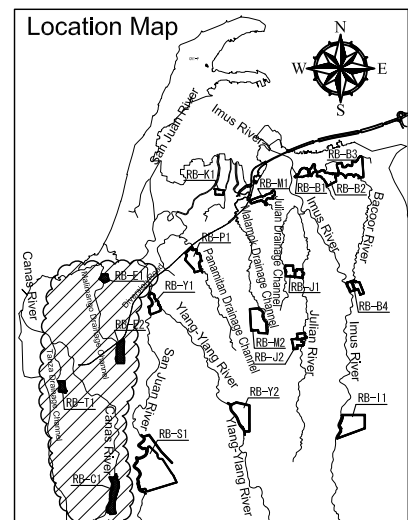 Location Map
N
W
E
S
San Juan River
Imus River
RB-B3
RB-K1
RB-M1
RB-B1
RB-B2
Julian Drainage Channel
Malamok Drainage Channel
Imus River
Bacoor River
RB-P1
Panamitan Drainage Channel
Canas River
RB-E1
RB-Y1
RB-J1
RB-B4
RB-E2
Tanza Drainage Channel
RB-T1
San Juan River
Ylang-Ylang River
RB-M2
RB-J2
Julian River
Imus River
RB-Y2
RB-I1
Canas River
RB-S1
Ylang-Ylang River
RB-C1